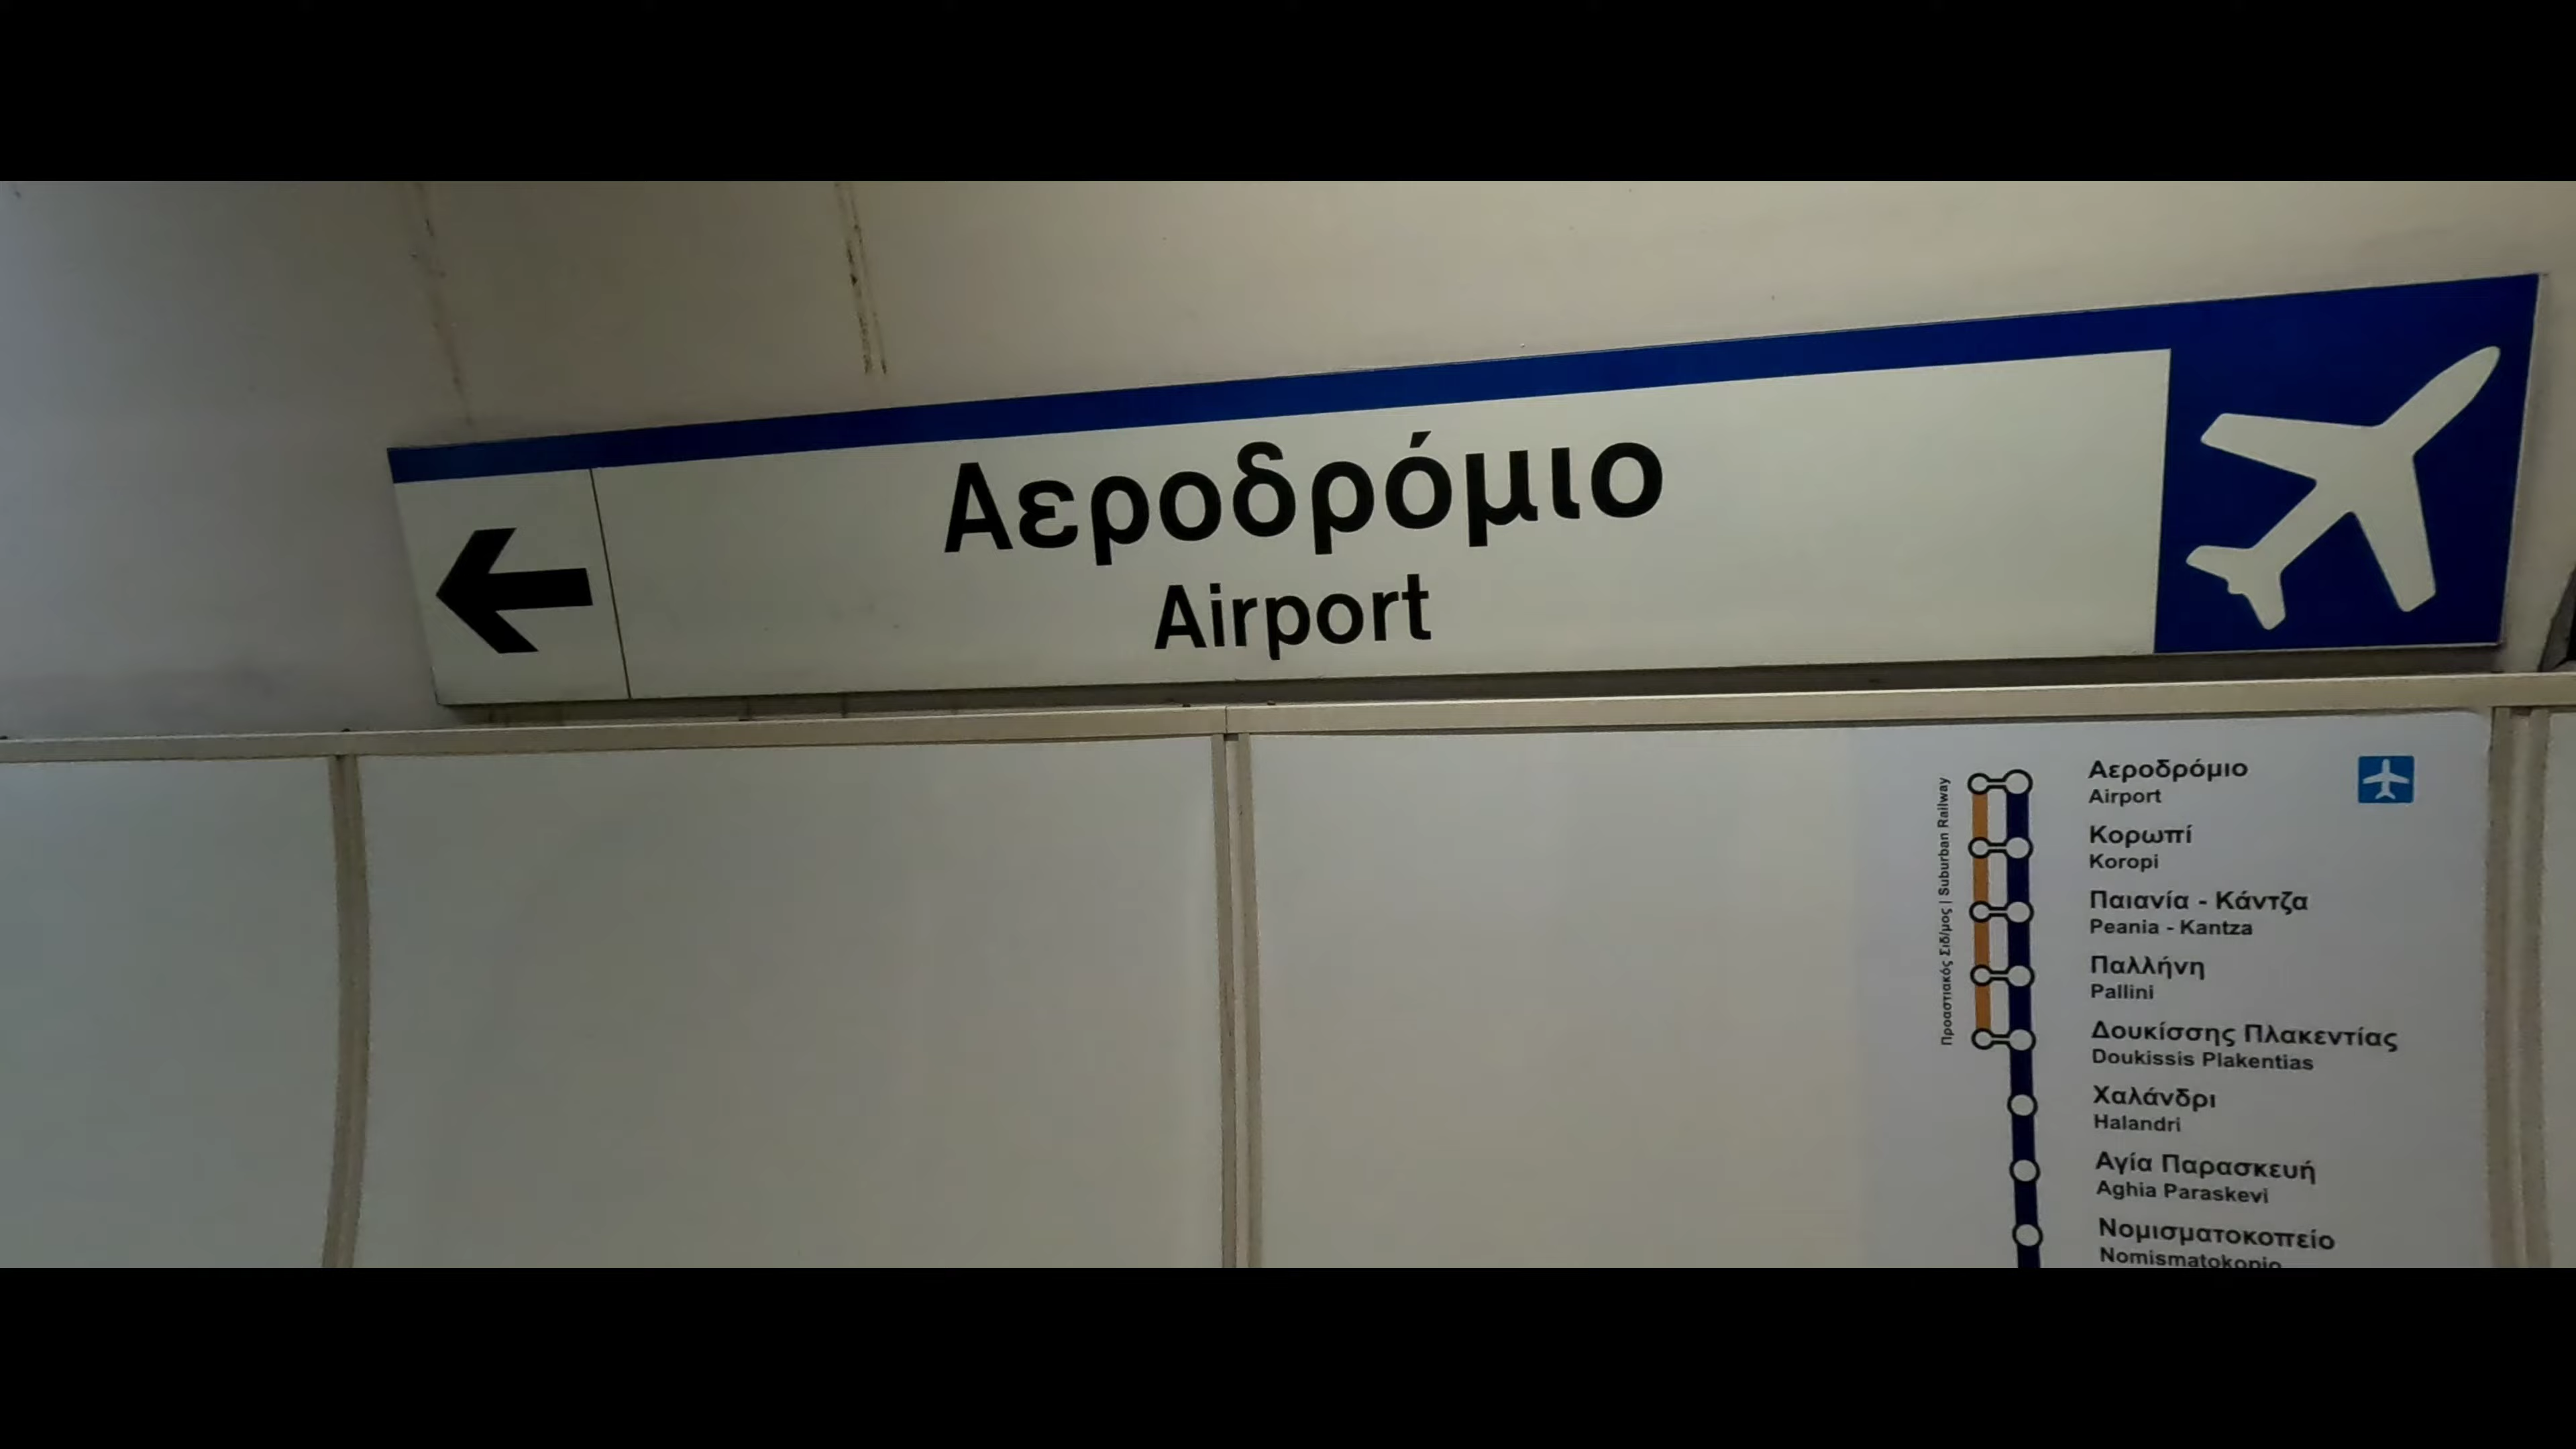 Αεροδρόμιο
Airport
Προαστιακός Σιδ/μος | Suburban Railway
Αεροδρόμιο
Airport
Κορωπί
Koropi
Παιανία - Κάντζα
Peania - Kantza
Παλλήνη
Pallini
Δουκίσσης Πλακεντίας
Doukissis Plakentias
Χαλάνδρι
Halandri
Αγία Παρασκευή
Aghia Paraskevi
Νομισματοκοπείο
Nomismatokopio